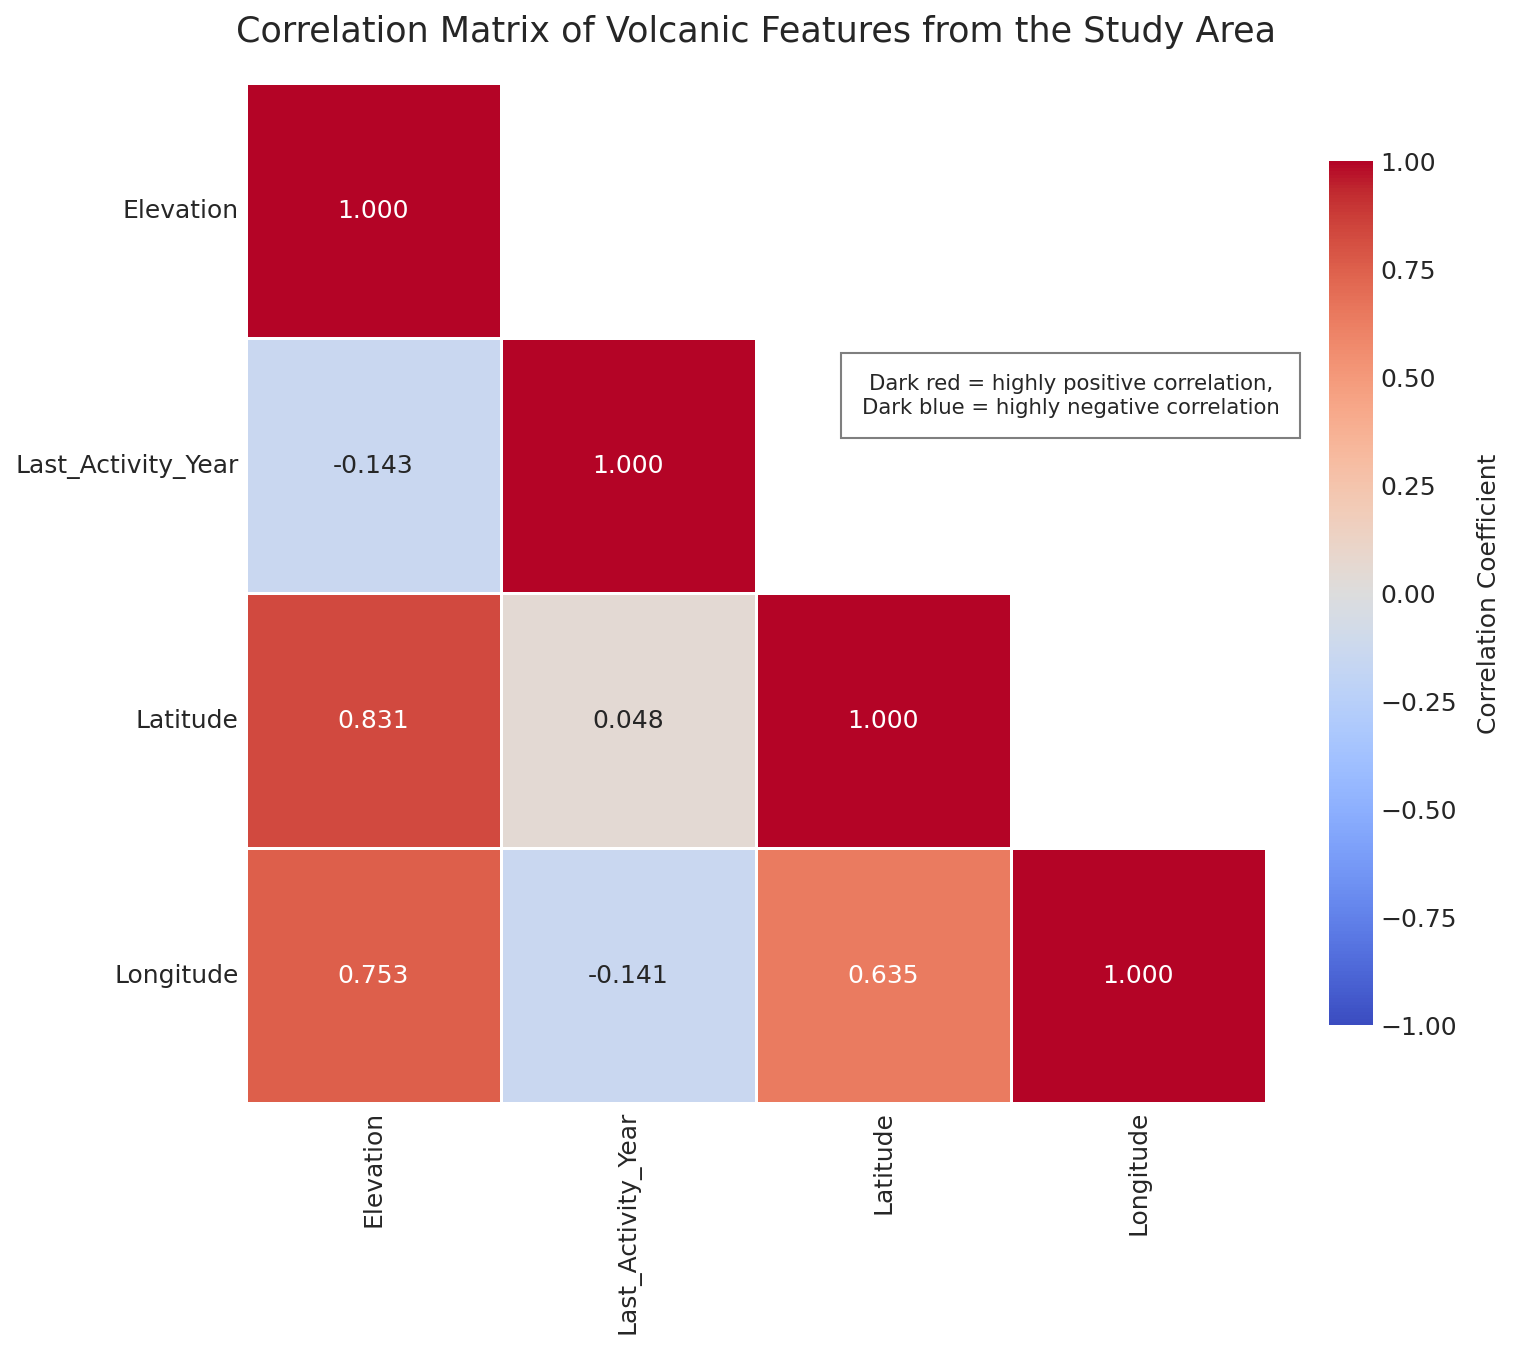 Correlation Matrix of Volcanic Features from the Study Area
Elevation
1.000
Last_Activity_Year
-0.143
1.000
Latitude
0.831
0.048
1.000
Longitude
0.753
-0.141
0.635
1.000
Elevation
Last_Activity_Year
Latitude
Longitude
Dark red = highly positive correlation,
Dark blue = highly negative correlation
1.00
0.75
0.50
0.25
0.00
−0.25
−0.50
−0.75
−1.00
Correlation Coefficient